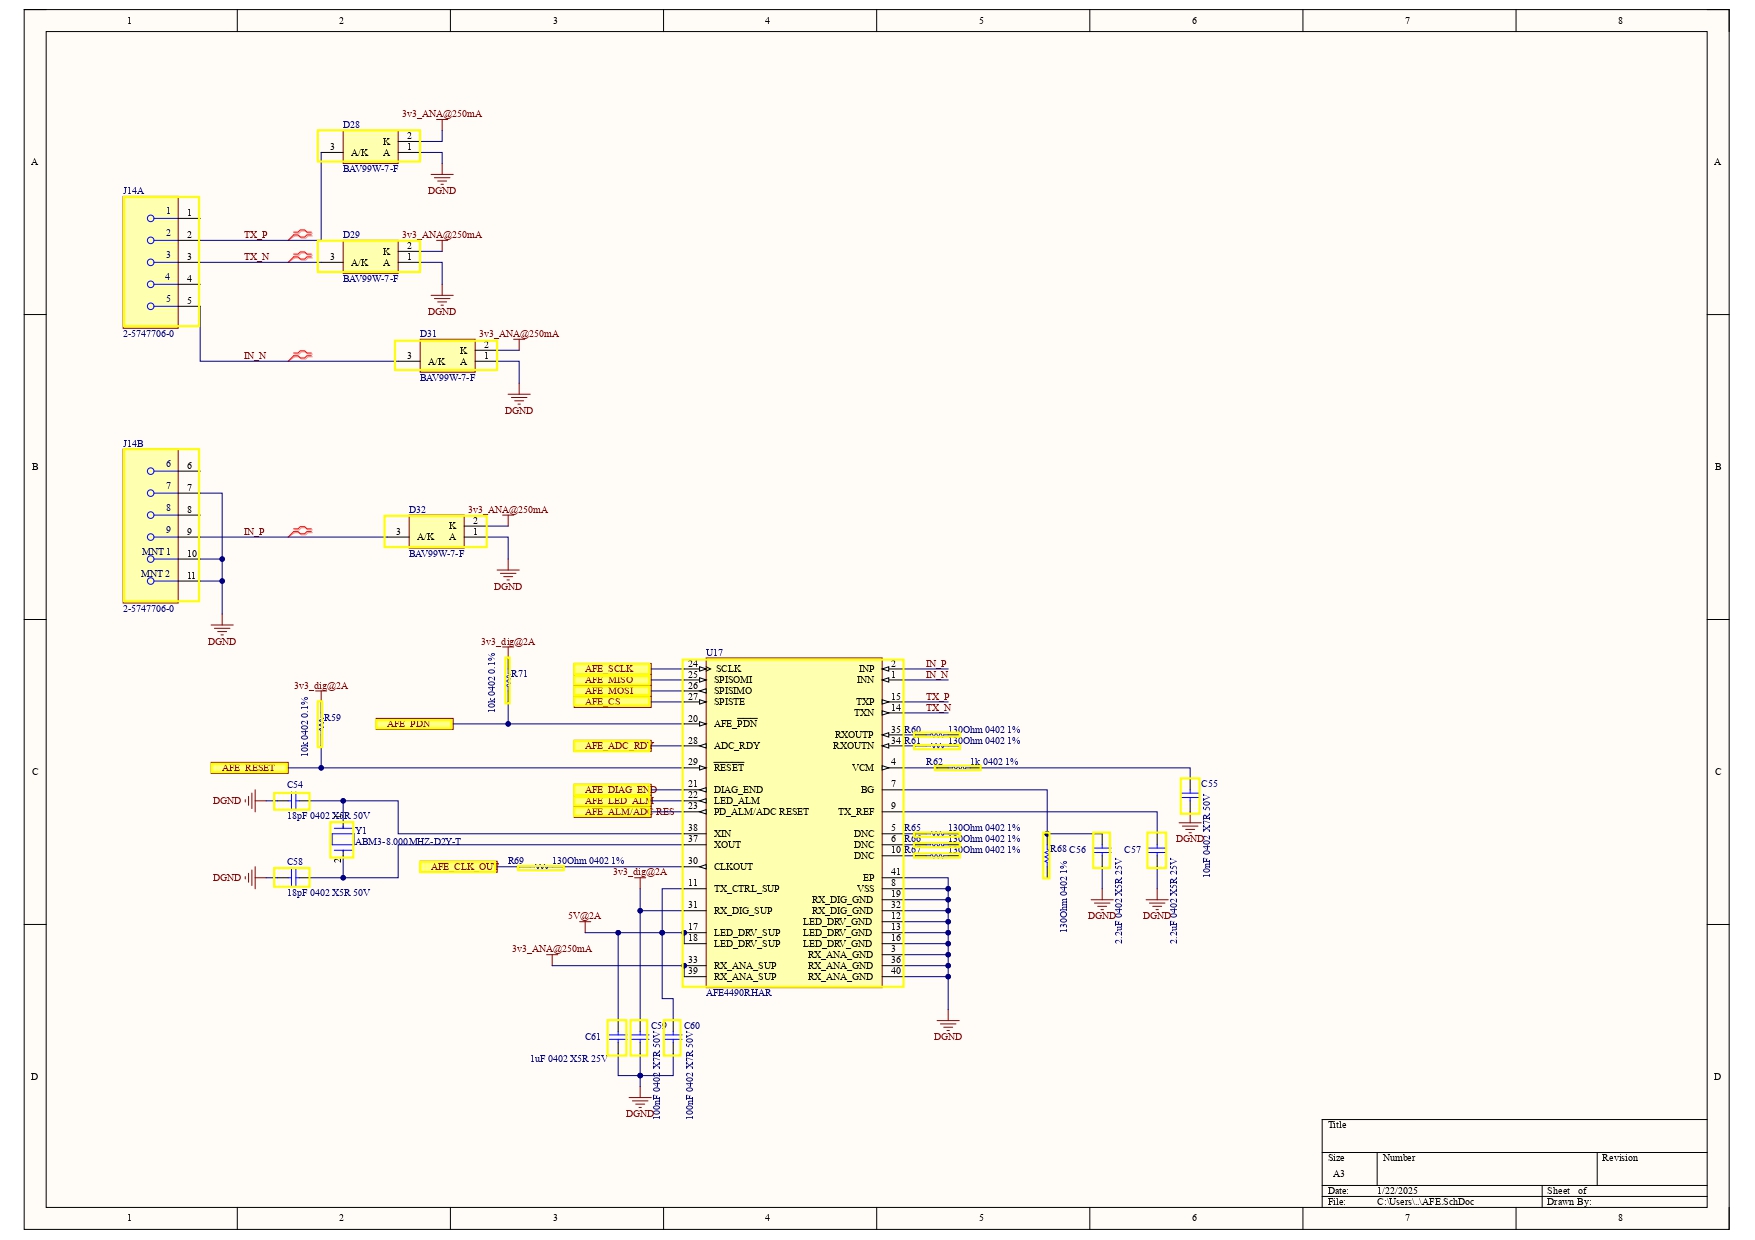 1 2 3 4 5 6 7 8
A A
B B
C C
D D
3v3_ANA@250mA
D28
3 A/K K 2
A 1
BAV99W-7-F
DGND
J14A
1 1
2 2
3 3
4 4
5 5
2-5747706-0
TX_P
TX_N
D29
3v3_ANA@250mA
3 A/K K 2
A 1
BAV99W-7-F
DGND
IN_N
D31
3v3_ANA@250mA
3 A/K K 2
A 1
BAV99W-7-F
DGND
J14B
6 6
7 7
8 8
9 9
MNT 1 10
MNT 2 11
2-5747706-0
DGND
IN_P
D32
3v3_ANA@250mA
3 A/K K 2
A 1
BAV99W-7-F
DGND
3v3_dig@2A
R71
10k 0402 0.1%
AFE_PDN
3v3_dig@2A
R59
10k 0402 0.1%
AFE_RESET
C54
DGND
18pF 0402 X5R 50V
Y1
ABM3-8.000MHZ-D2Y-T
2
C58
DGND
18pF 0402 X5R 50V
AFE_SCLK
AFE_MISO
AFE_MOSI
AFE_CS
AFE_ADC_RD
AFE_DIAG_END
AFE_LED_ALM
AFE_ALM/ADC RES
AFE_CLK_OU
R69 130Ohm 0402 1%
3v3_dig@2A
5V@2A
3v3_ANA@250mA
U17
24 SCLK
25 SPISOMI
26 SPISIMO
27 SPISTE
20 AFE_PDN
28 ADC_RDY
29 RESET
21 DIAG_END
22 LED_ALM
23 PD_ALM/ADC RESET
38 XIN
37 XOUT
30 CLKOUT
11 TX_CTRL_SUP
31 RX_DIG_SUP
17 LED_DRV_SUP
18 LED_DRV_SUP
33 RX_ANA_SUP
39 RX_ANA_SUP
INP 2 IN_P
INN 1 IN_N
TXP 15 TX_P
TXN 14 TX_N
RXOUTP 35 R60 130Ohm 0402 1%
RXOUTN 34 R61 130Ohm 0402 1%
VCM 4 R62 1k 0402 1%
BG 7
TX_REF 9
DNC 5 R65 130Ohm 0402 1%
DNC 6 R66 130Ohm 0402 1%
DNC 10 R67 130Ohm 0402 1%
EP 41
VSS 8
RX_DIG_GND 19
RX_DIG_GND 32
LED_DRV_GND 12
LED_DRV_GND 13
LED_DRV_GND 16
RX_ANA_GND 3
RX_ANA_GND 36
RX_ANA_GND 40
AFE4490RHAR
DGND
C55
10nF 0402 X7R 50V
DGND
R68
130Ohm 0402 1%
C56
2.2uF 0402 X5R 25V
DGND
C57
2.2uF 0402 X5R 25V
DGND
C61
1uF 0402 X5R 25V
C59
100nF 0402 X7R 50V
C60
100nF 0402 X7R 50V
DGND
Title
Size Number Revision
A3
Date: 1/22/2025 Sheet of
File: C:\Users\..\AFE.SchDoc Drawn By:
1 2 3 4 5 6 7 8